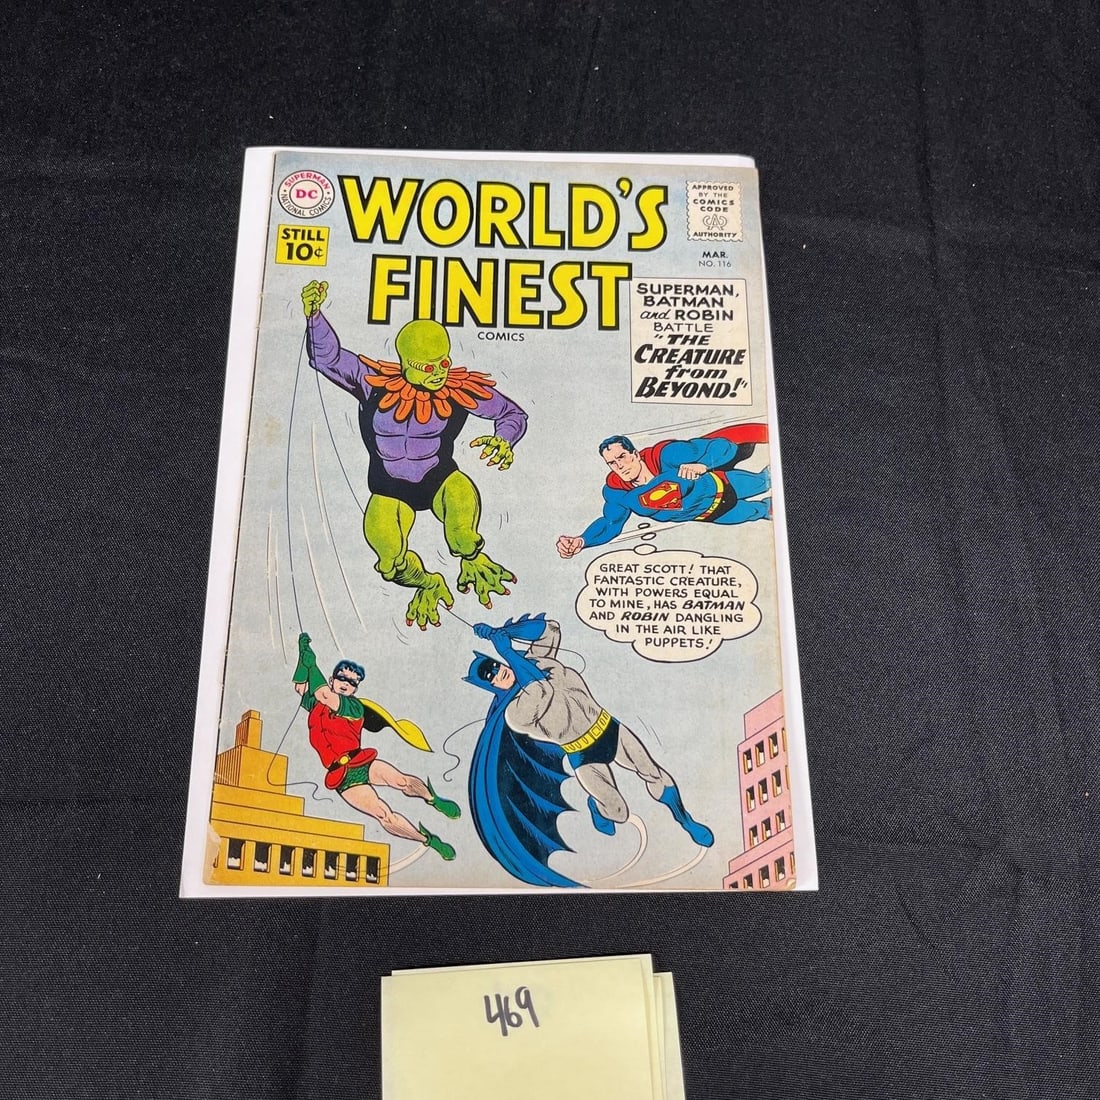 SUPERMAN
DC
NATIONAL COMICS
STILL
10¢
WORLD'S
FINEST
COMICS
APPROVED
BY THE
COMICS
CODE
CA
AUTHORITY
MAR.
NO. 116
SUPERMAN,
BATMAN
and ROBIN
BATTLE
"THE
CREATURE
from
BEYOND!"
S
GREAT SCOTT! THAT
FANTASTIC CREATURE,
WITH POWERS EQUAL
TO MINE, HAS BATMAN
AND ROBIN DANGLING
IN THE AIR LIKE
PUPPETS!
469